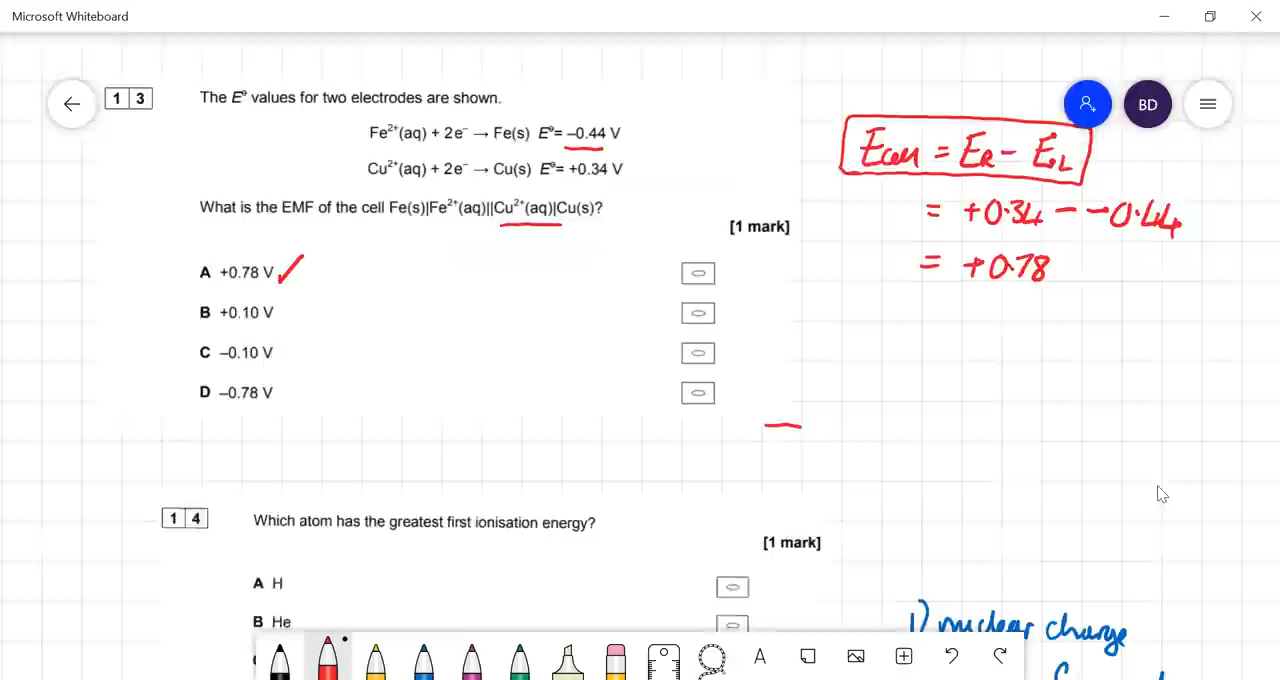 Microsoft Whiteboard
1 3
The E⦵ values for two electrodes are shown.
Fe²⁺(aq) + 2e⁻ → Fe(s) E⦵= –0.44 V
Cu²⁺(aq) + 2e⁻ → Cu(s) E⦵= +0.34 V
What is the EMF of the cell Fe(s)|Fe²⁺(aq)||Cu²⁺(aq)|Cu(s)?
[1 mark]
A +0.78 V
B +0.10 V
C –0.10 V
D –0.78 V
BD
Ecell = ER - EL
= +0.34 - -0.44
= +0.78
1 4
Which atom has the greatest first ionisation energy?
[1 mark]
A H
B He
1) nuclear charge
A